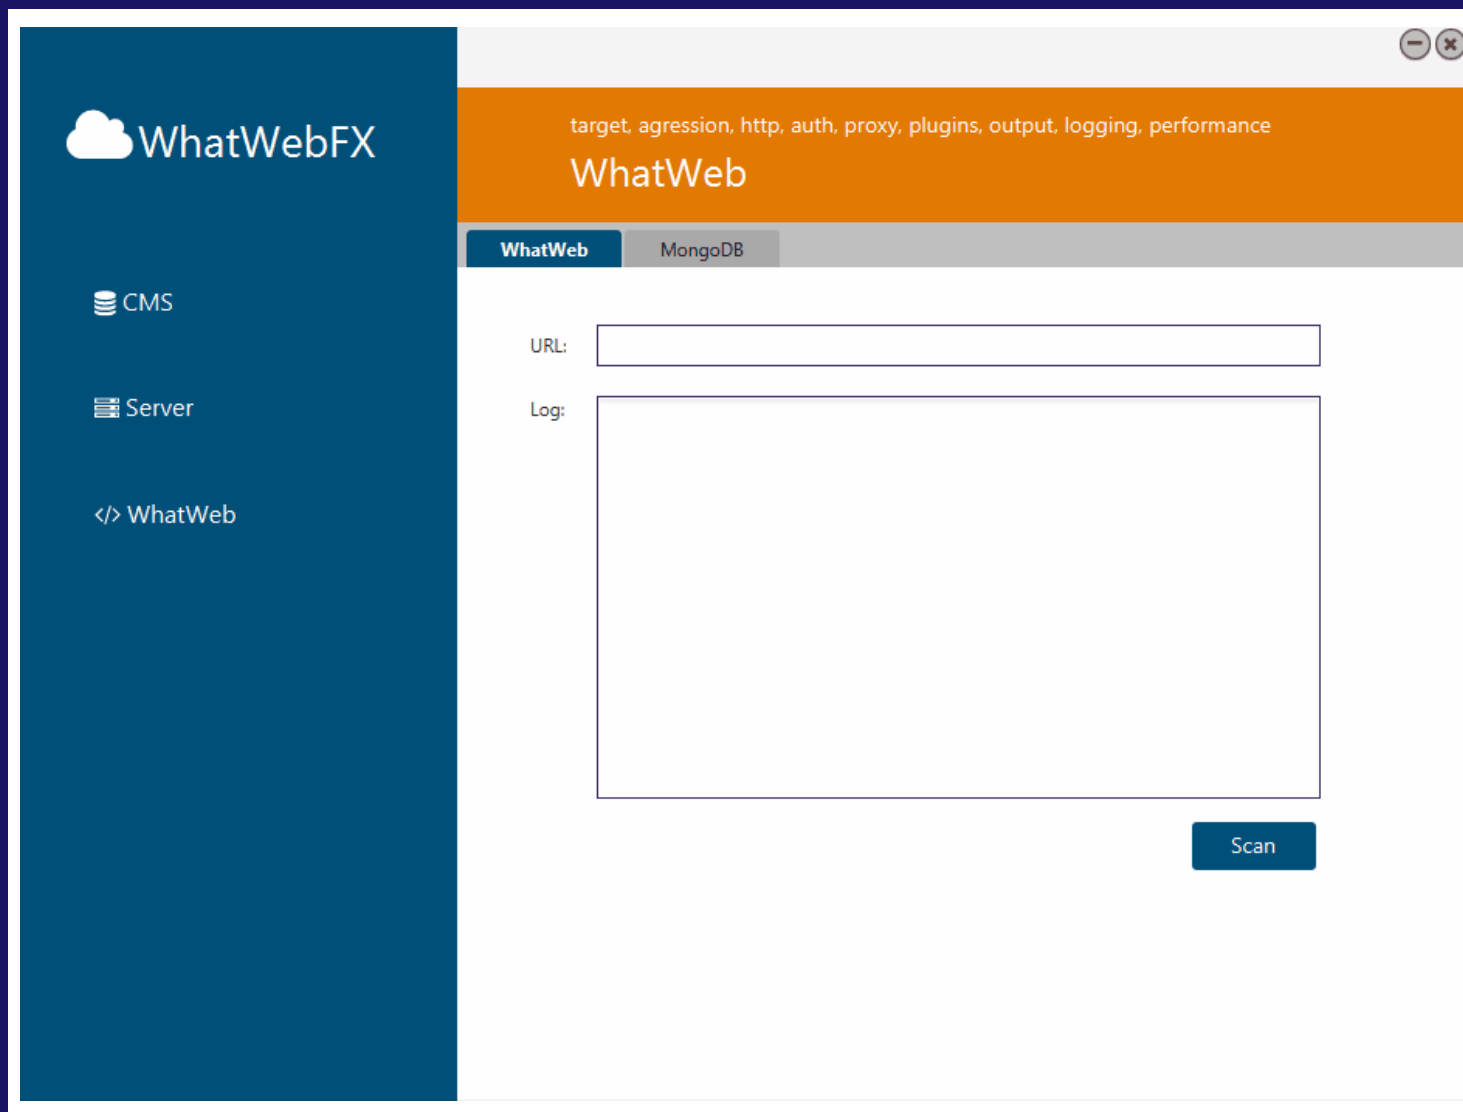 WhatWebFX
CMS
Server
</> WhatWeb
target, agression, http, auth, proxy, plugins, output, logging, performance
WhatWeb
WhatWeb
MongoDB
URL:
Log:
Scan